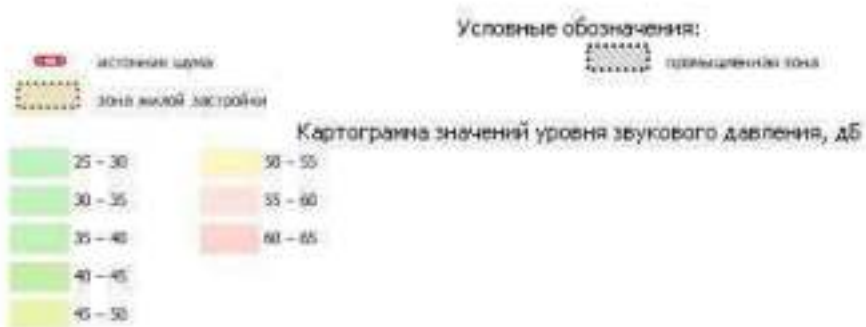 Условные обозначения:
источник шума
промышленная зона
зона жилой застройки
Картограмма значений уровня звукового давления, дБ
25 – 30
50 – 55
30 – 35
55 – 60
35 – 40
60 – 65
40 – 45
45 – 50